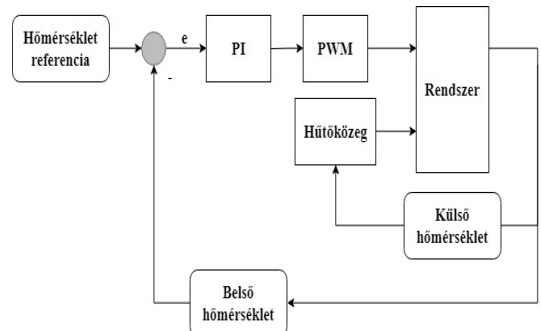 Hőmérséklet
referencia
e
-
PI
PWM
Rendszer
Hűtőközeg
Külső
hőmérséklet
Belső
hőmérséklet